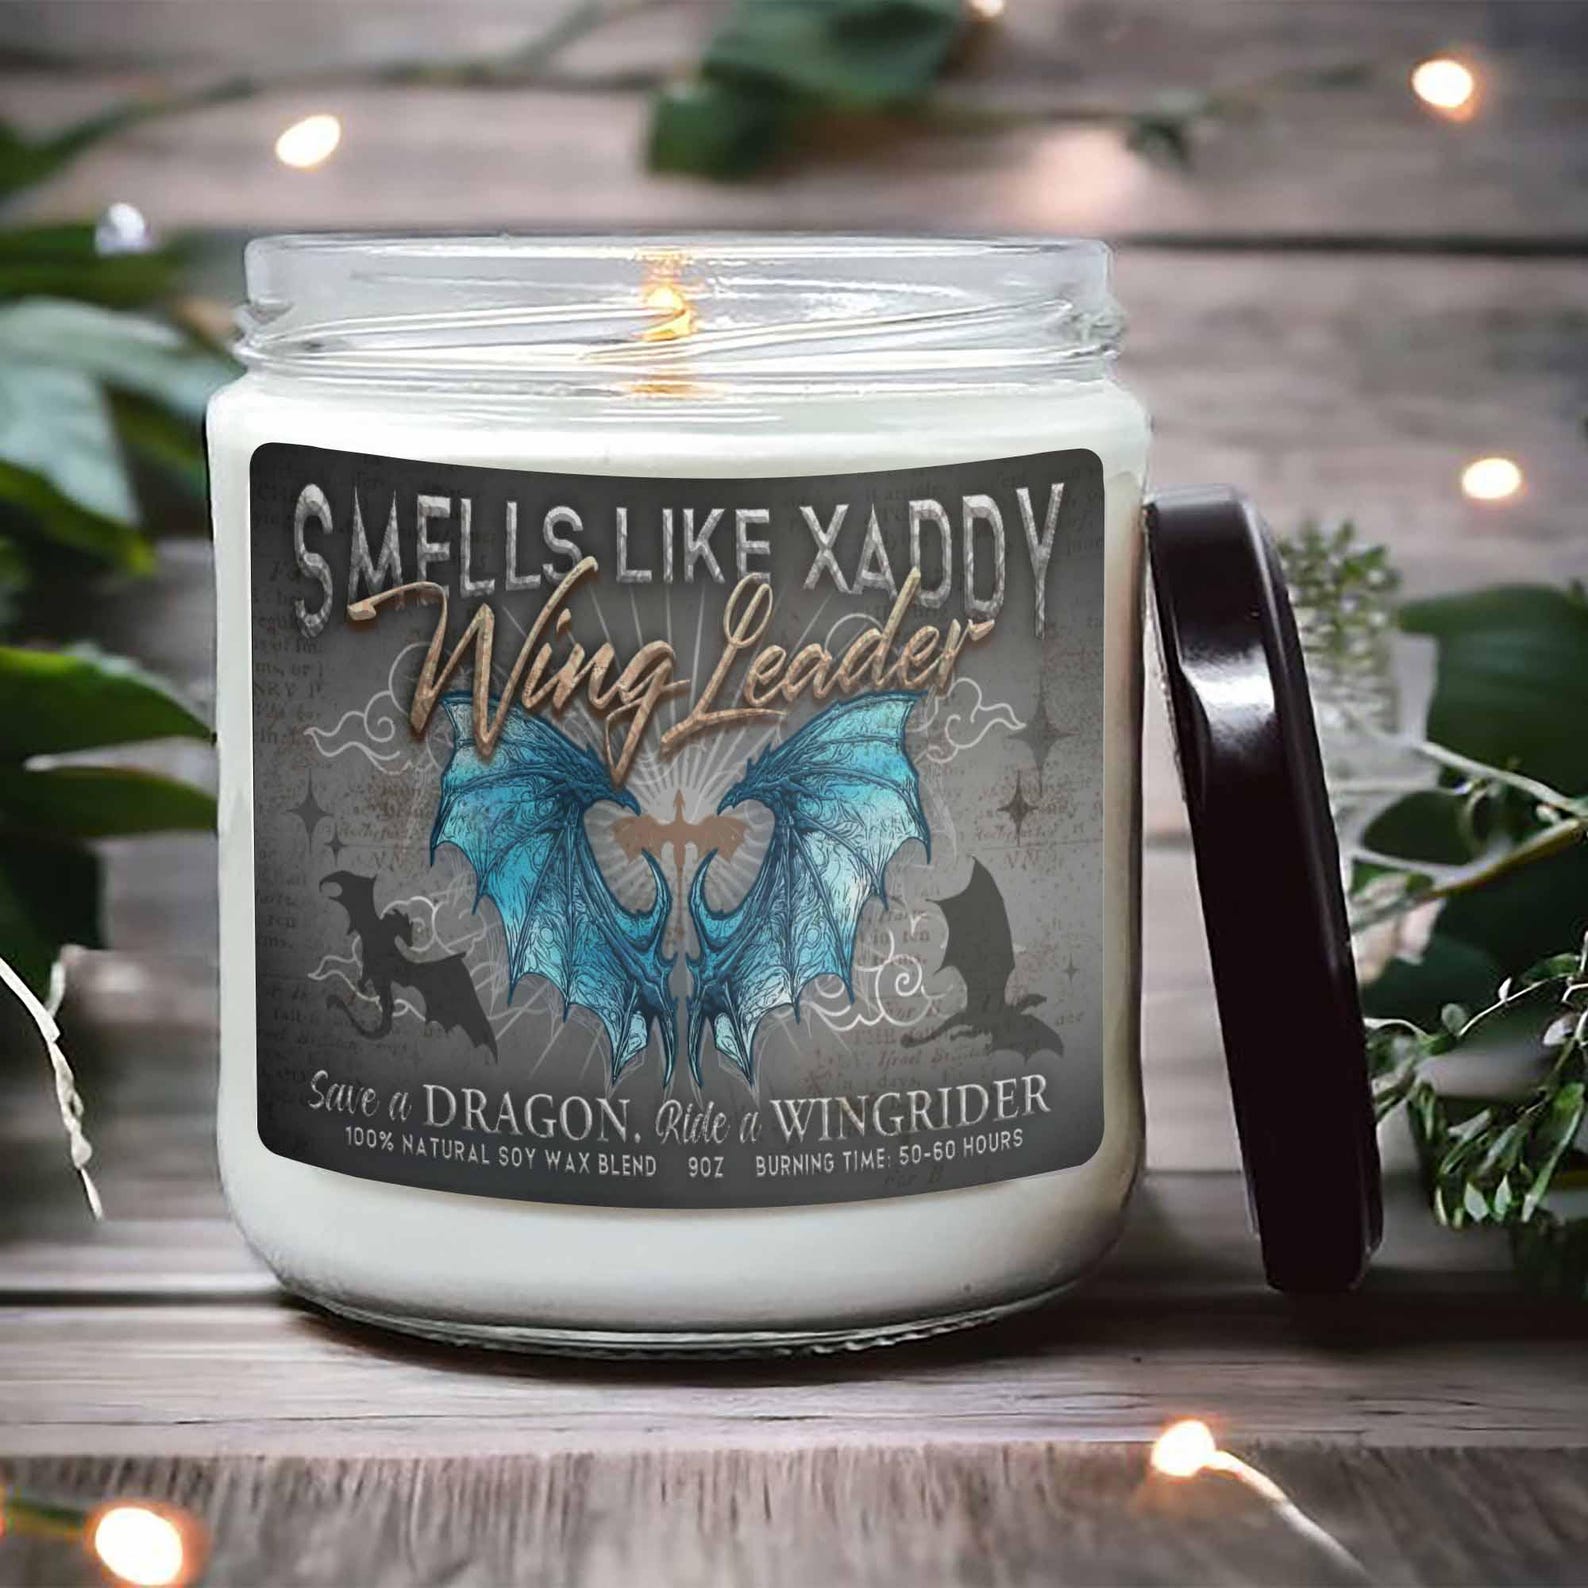 SMELLS LIKE XADDY
Wing Leader
Save a DRAGON. Ride a WINGRIDER
100% NATURAL SOY WAX BLEND 9OZ BURNING TIME: 50-60 HOURS